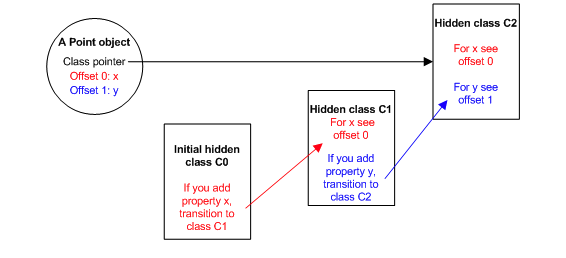 A Point object
Class pointer
Offset 0: x
Offset 1: y
Initial hidden
class C0
If you add
property x,
transition to
class C1
Hidden class C1
For x see
offset 0
If you add
property y,
transition to
class C2
Hidden class C2
For x see
offset 0
For y see
offset 1